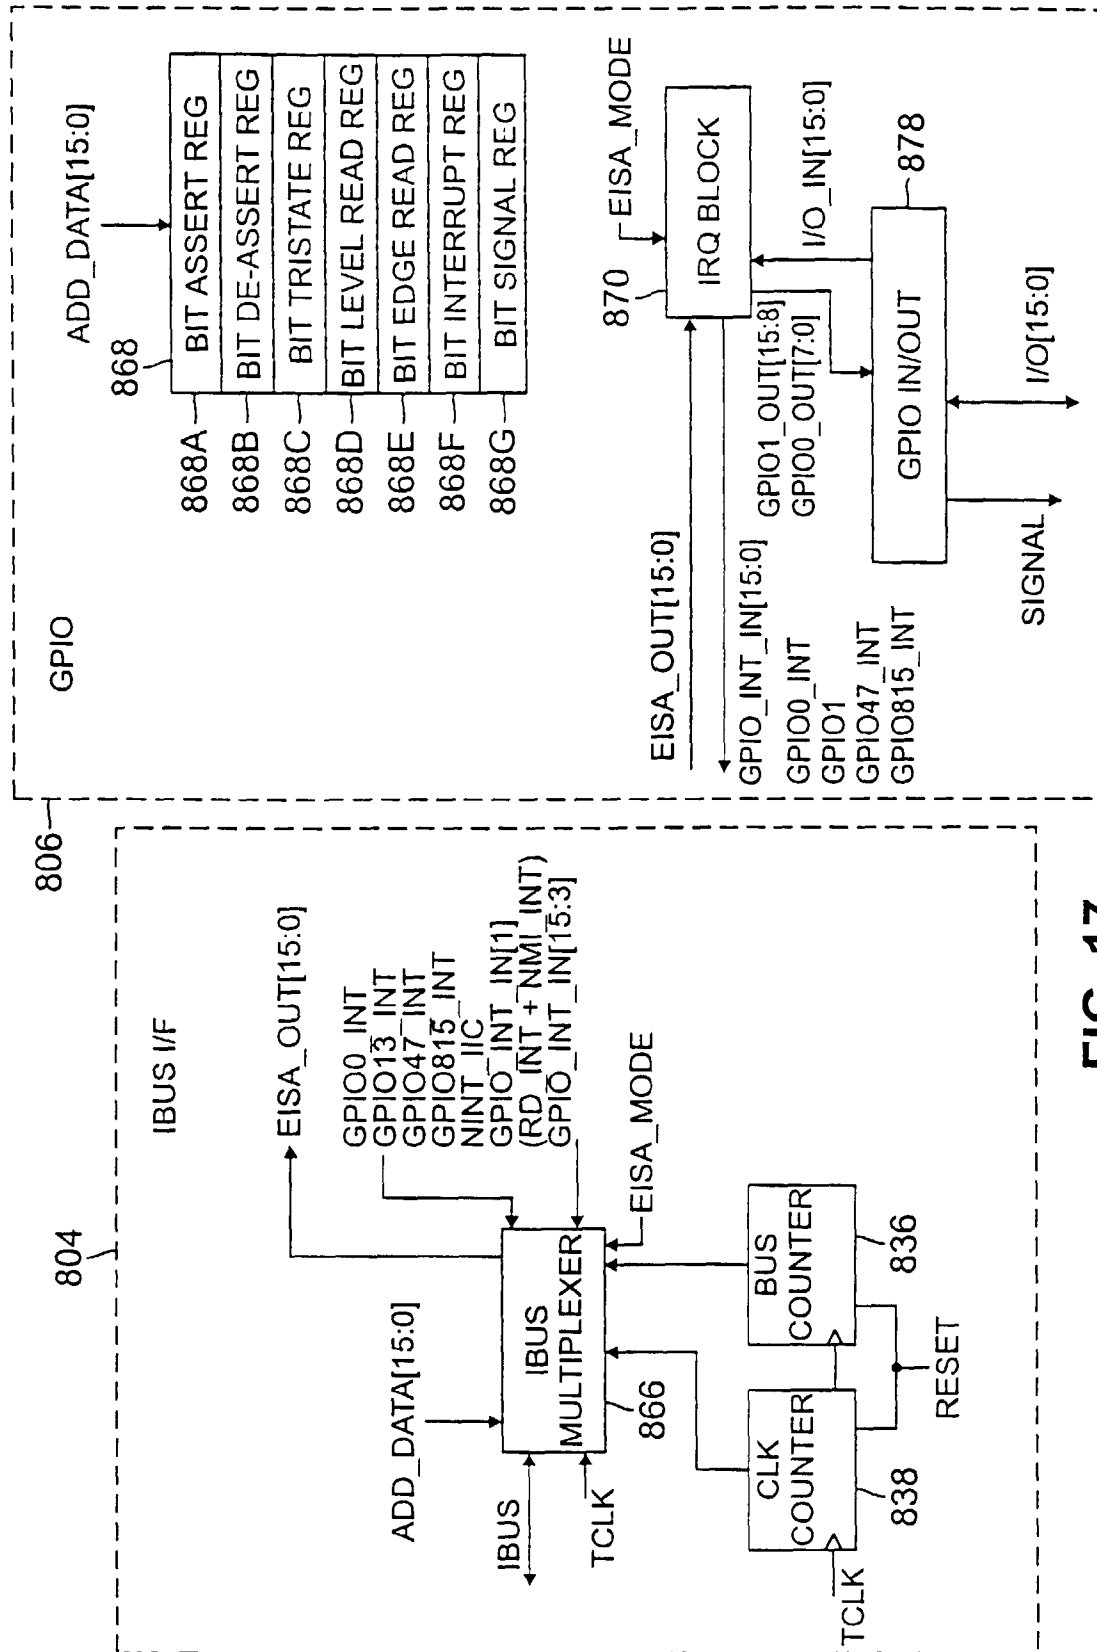 804
IBUS I/F
EISA_OUT[15:0]
GPIO0_INT
GPIO13_INT
GPIO47_INT
GPIO815_INT
NINT_IIC
GPIO_INT_IN[1]
(RD_INT + NMI_INT)
GPIO_INT_IN[15:3]
ADD_DATA[15:0]
IBUS
MULTIPLEXER
IBUS
TCLK
866
EISA_MODE
CLK
COUNTER
BUS
COUNTER
838
836
TCLK
RESET
806
GPIO
ADD_DATA[15:0]
868
868A
BIT ASSERT REG
868B
BIT DE-ASSERT REG
868C
BIT TRISTATE REG
868D
BIT LEVEL READ REG
868E
BIT EDGE READ REG
868F
BIT INTERRUPT REG
868G
BIT SIGNAL REG
870
EISA_MODE
EISA_OUT[15:0]
IRQ BLOCK
GPIO_INT_IN[15:0]
GPIO0_INT
GPIO1
GPIO47_INT
GPIO815_INT
GPIO1_OUT[15:8]
GPIO0_OUT[7:0]
I/O_IN[15:0]
GPIO IN/OUT
878
SIGNAL
I/O[15:0]